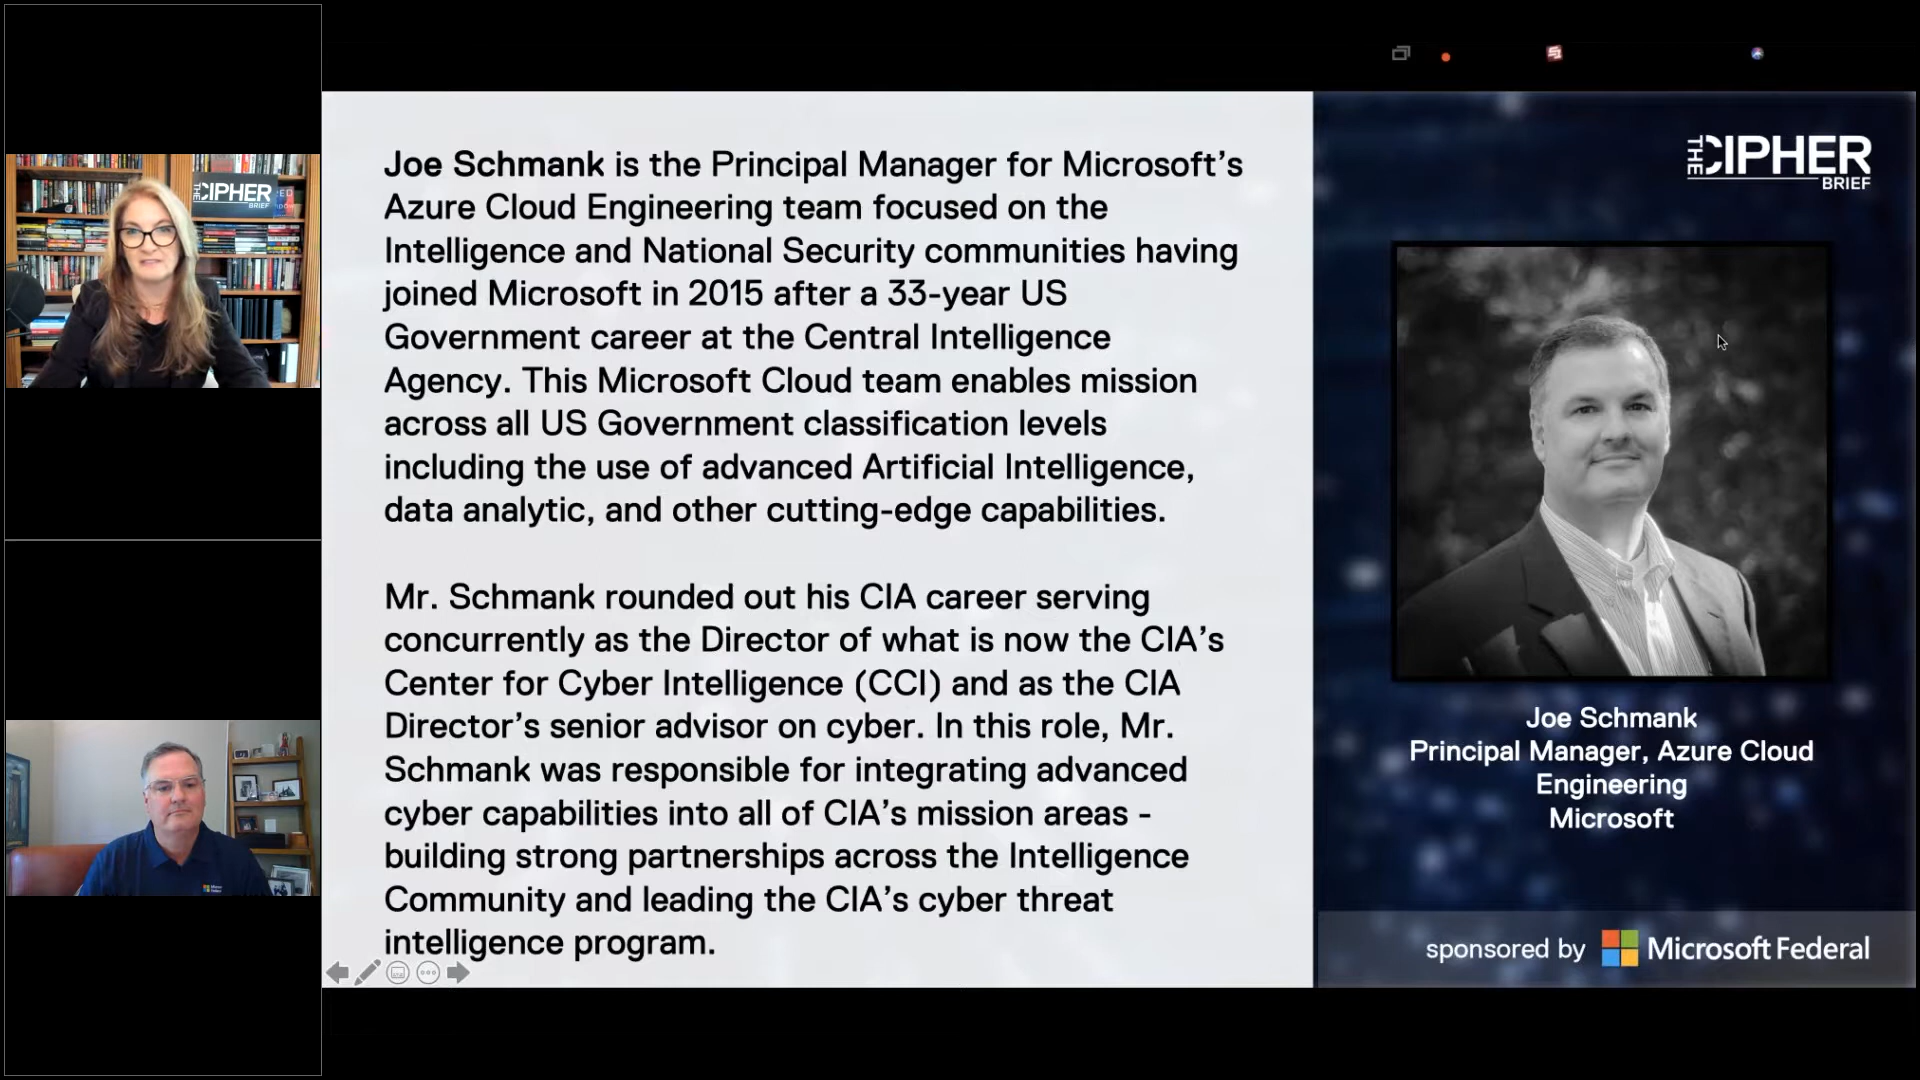 Joe Schmank is the Principal Manager for Microsoft's
Azure Cloud Engineering team focused on the
Intelligence and National Security communities having
joined Microsoft in 2015 after a 33-year US
Government career at the Central Intelligence
Agency. This Microsoft Cloud team enables mission
across all US Government classification levels
including the use of advanced Artificial Intelligence,
data analytic, and other cutting-edge capabilities.
Mr. Schmank rounded out his CIA career serving
concurrently as the Director of what is now the CIA's
Center for Cyber Intelligence (CCI) and as the CIA
Director's senior advisor on cyber. In this role, Mr.
Schmank was responsible for integrating advanced
cyber capabilities into all of CIA's mission areas -
building strong partnerships across the Intelligence
Community and leading the CIA's cyber threat
intelligence program.
THE CIPHER
BRIEF
Joe Schmank
Principal Manager, Azure Cloud
Engineering
Microsoft
sponsored by Microsoft Federal
THE CIPHER
BRIEF